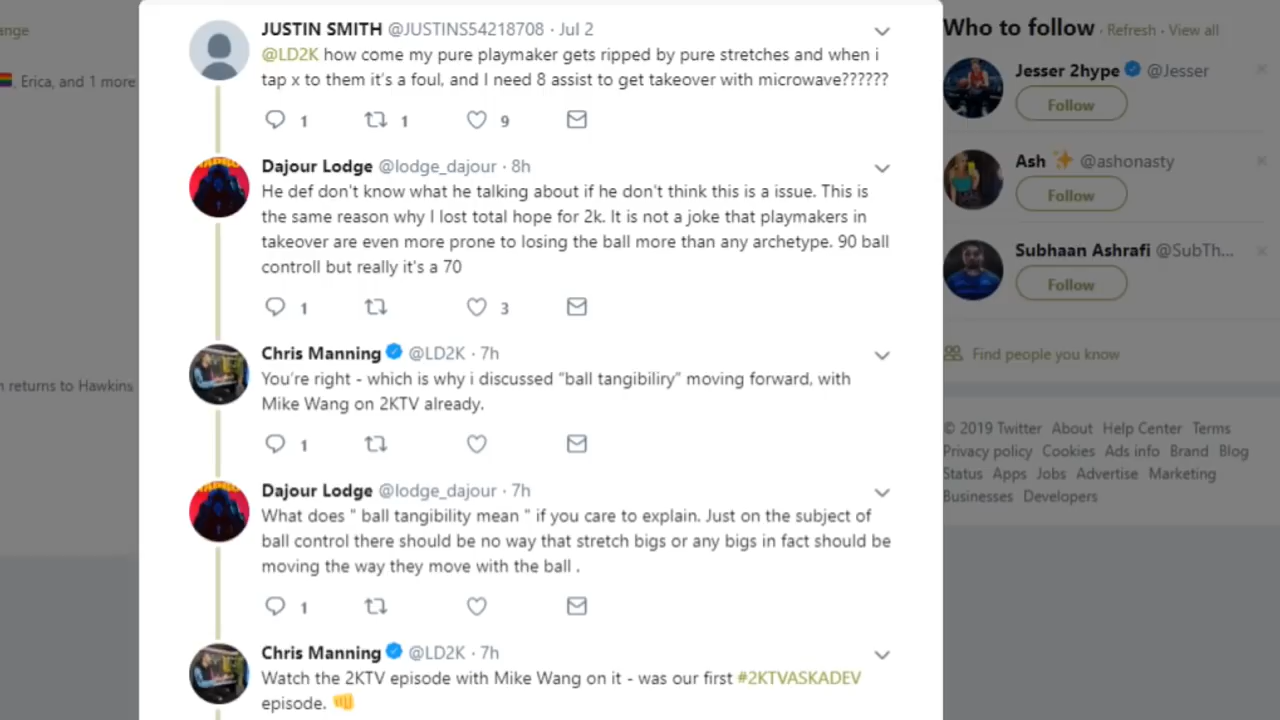 JUSTIN SMITH @JUSTINS54218708 · Jul 2
@LD2K how come my pure playmaker gets ripped by pure stretches and when i
tap x to them it's a foul, and I need 8 assist to get takeover with microwave??????
1 1 9
Dajour Lodge @lodge_dajour · 8h
He def don't know what he talking about if he don't think this is a issue. This is
the same reason why I lost total hope for 2k. It is not a joke that playmakers in
takeover are even more prone to losing the ball more than any archetype. 90 ball
controll but really it's a 70
1 3
Chris Manning @LD2K · 7h
You're right - which is why i discussed "ball tangibiliry" moving forward, with
Mike Wang on 2KTV already.
1
Dajour Lodge @lodge_dajour · 7h
What does " ball tangibility mean " if you care to explain. Just on the subject of
ball control there should be no way that stretch bigs or any bigs in fact should be
moving the way they move with the ball .
1
Chris Manning @LD2K · 7h
Watch the 2KTV episode with Mike Wang on it - was our first #2KTVASKADEV
episode. 👊
ange
, Erica, and 1 more
n returns to Hawkins
Who to follow · Refresh · View all
Jesser 2hype @Jesser
Follow
Ash ✨ @ashonasty
Follow
Subhaan Ashrafi @SubTh...
Follow
Find people you know
© 2019 Twitter About Help Center Terms
Privacy policy Cookies Ads info Brand Blog
Status Apps Jobs Advertise Marketing
Businesses Developers